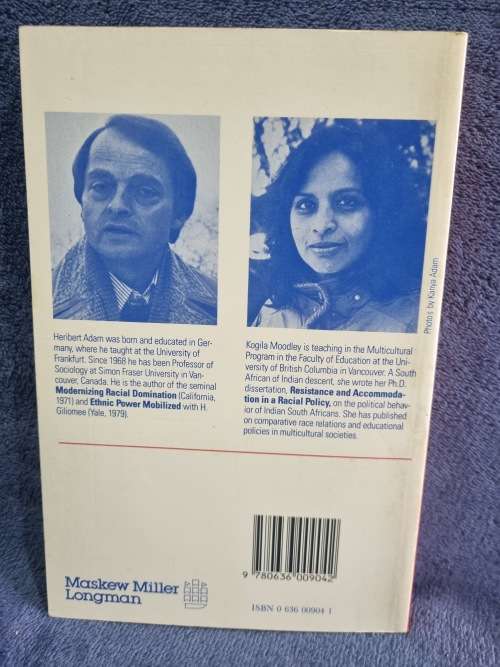 Photos by Kanya Adam
Heribert Adam was born and educated in Ger-
many, where he taught at the University of
Frankfurt. Since 1968 he has been Professor of
Sociology at Simon Fraser University in Van-
couver, Canada. He is the author of the seminal
Modernizing Racial Domination (California,
1971) and Ethnic Power Mobilized with H.
Giliomee (Yale, 1979).
Kogila Moodley is teaching in the Multicultural
Program in the Faculty of Education at the Uni-
versity of British Columbia in Vancouver. A South
African of Indian descent, she wrote her Ph.D.
dissertation, Resistance and Accommoda-
tion in a Racial Policy, on the political behav-
ior of Indian South Africans. She has published
on comparative race relations and educational
policies in multicultural societies.
Maskew Miller
Longman
9 780636 009042
ISBN 0 636 00904 1